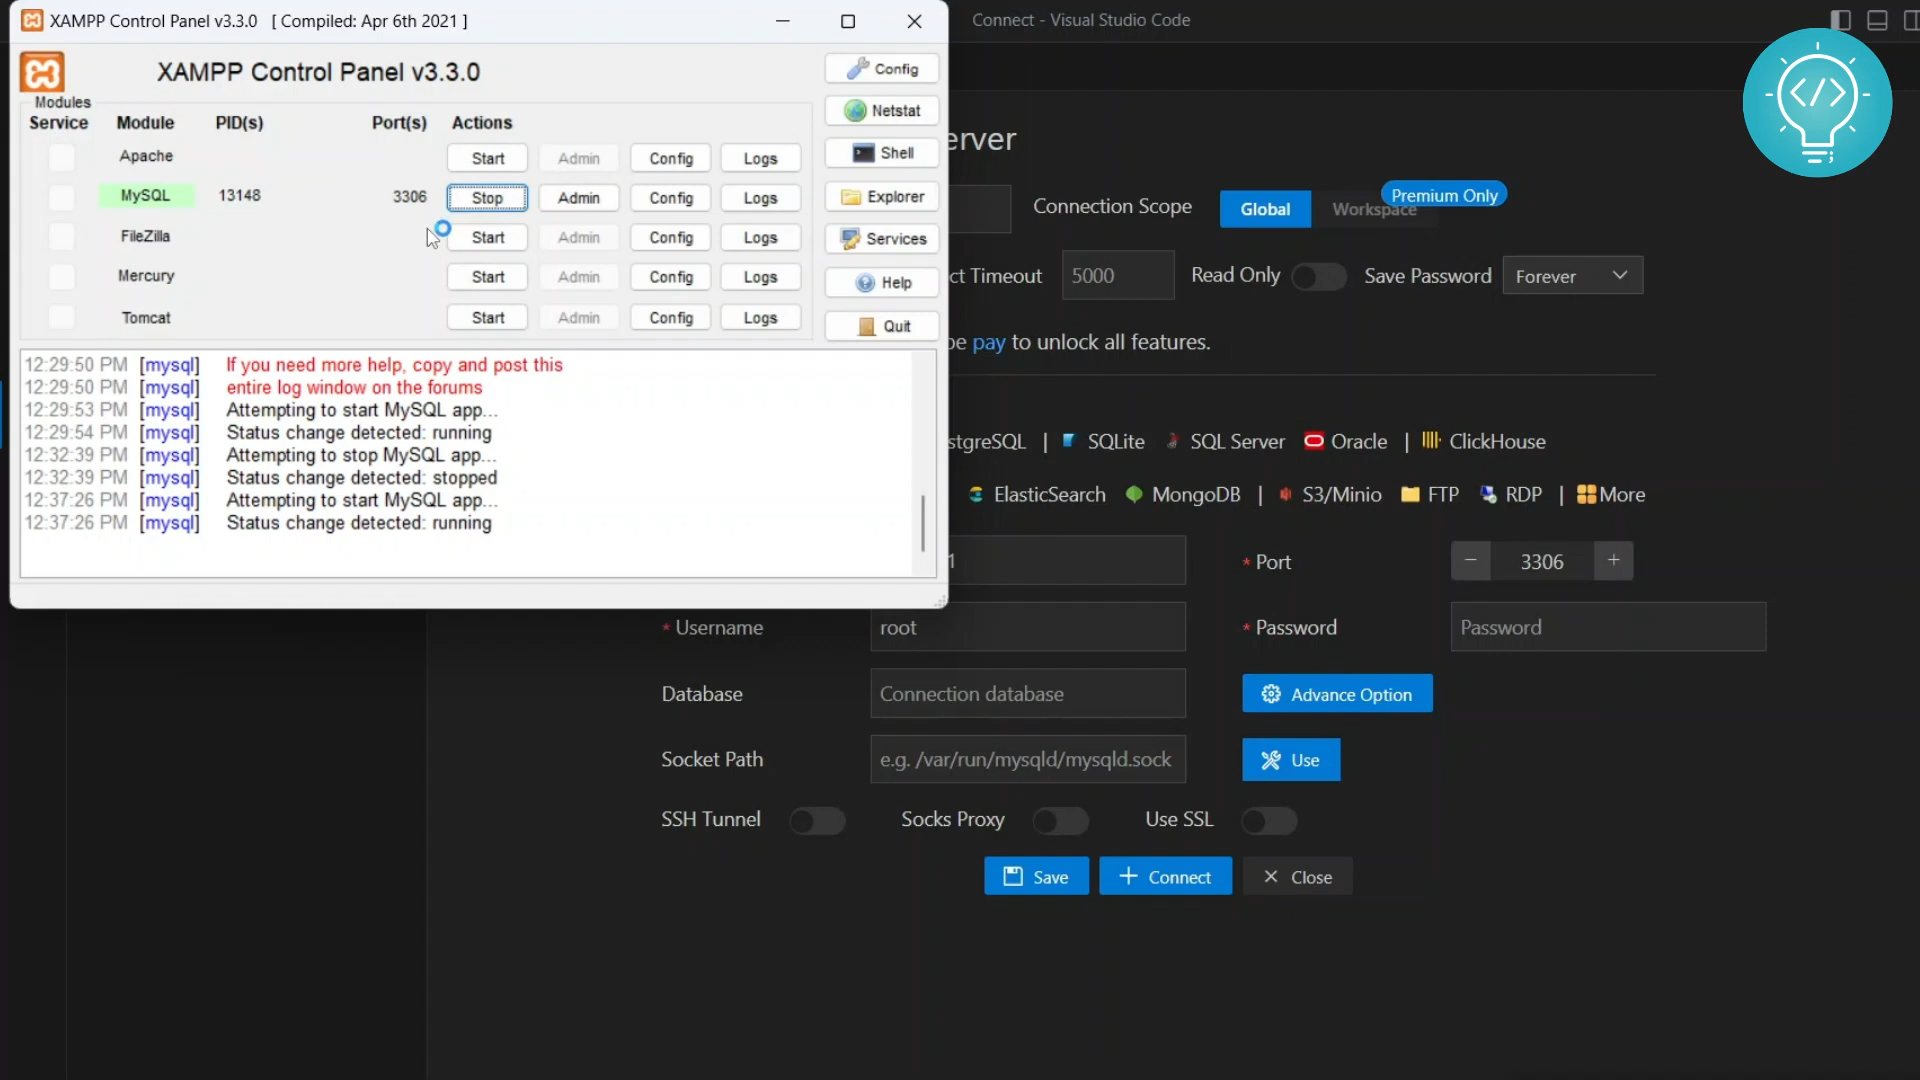 XAMPP Control Panel v3.3.0 [ Compiled: Apr 6th 2021 ]
XAMPP Control Panel v3.3.0
Config
Modules
Service Module PID(s) Port(s) Actions
Netstat
Apache Start Admin Config Logs
Shell
MySQL 13148 3306 Stop Admin Config Logs
Explorer
FileZilla Start Admin Config Logs
Services
Mercury Start Admin Config Logs
Help
Tomcat Start Admin Config Logs
Quit
12:29:50 PM [mysql] If you need more help, copy and post this
12:29:50 PM [mysql] entire log window on the forums
12:29:53 PM [mysql] Attempting to start MySQL app...
12:29:54 PM [mysql] Status change detected: running
12:32:39 PM [mysql] Attempting to stop MySQL app...
12:32:39 PM [mysql] Status change detected: stopped
12:37:26 PM [mysql] Attempting to start MySQL app...
12:37:26 PM [mysql] Status change detected: running
Connect - Visual Studio Code
</>
erver
Connection Scope Global Workspace Premium Only
ct Timeout 5000 Read Only Save Password Forever
pay to unlock all features.
stgreSQL | SQLite SQL Server Oracle | ClickHouse
ElasticSearch MongoDB | S3/Minio FTP RDP | More
1 * Port − 3306 +
* Username root * Password Password
Database Connection database Advance Option
Socket Path e.g. /var/run/mysqld/mysqld.sock Use
SSH Tunnel Socks Proxy Use SSL
Save Connect Close